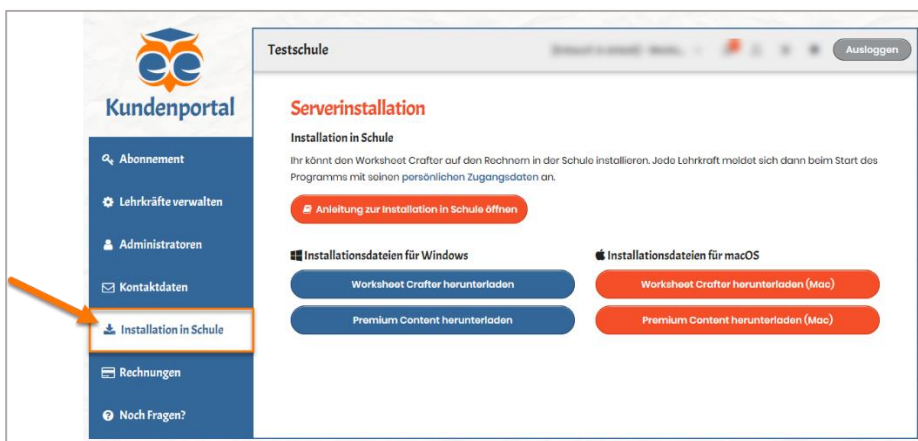 Testschule
Ausloggen
Kundenportal
Abonnement
Lehrkräfte verwalten
Administratoren
Kontaktdaten
Installation in Schule
Rechnungen
Noch Fragen?
Serverinstallation
Installation in Schule
Ihr könnt den Worksheet Crafter auf den Rechnern in der Schule installieren. Jede Lehrkraft meldet sich dann beim Start des
Programms mit seinen persönlichen Zugangsdaten an.
Anleitung zur Installation in Schule öffnen
Installationsdateien für Windows
Worksheet Crafter herunterladen
Premium Content herunterladen
Installationsdateien für macOS
Worksheet Crafter herunterladen (Mac)
Premium Content herunterladen (Mac)